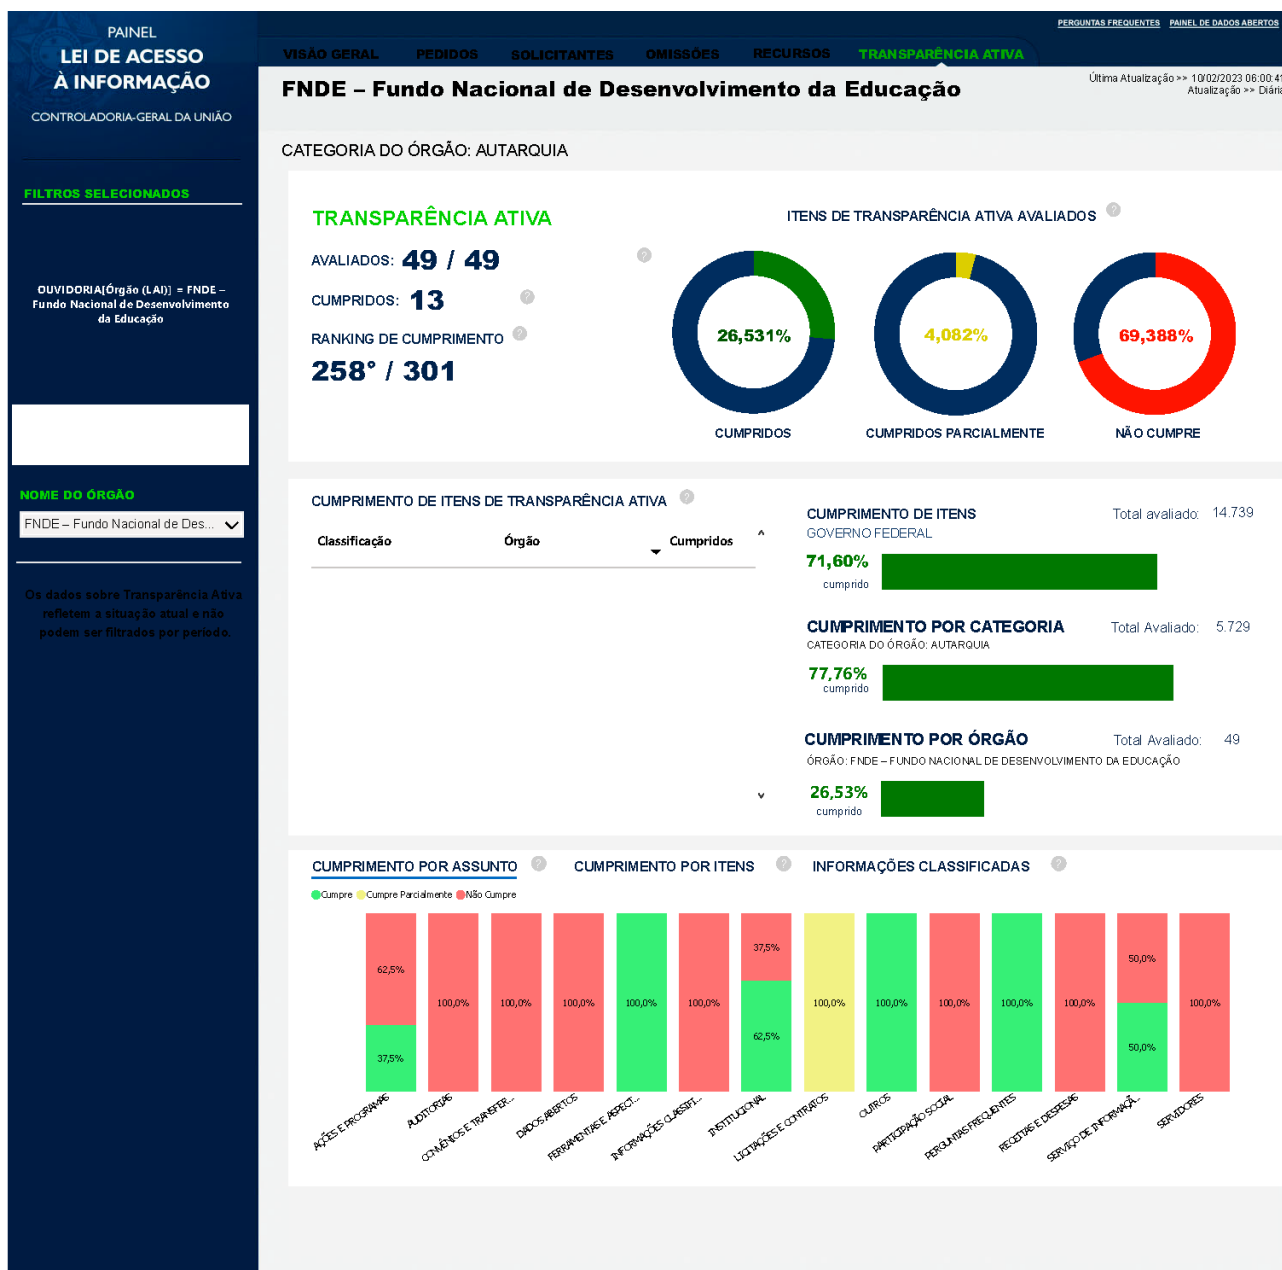 PAINEL
LEI DE ACESSO
À INFORMAÇÃO
CONTROLADORIA-GERAL DA UNIÃO
FILTROS SELECIONADOS
OUVIDORIA[Órgão (LAI)] = FNDE –
Fundo Nacional de Desenvolvimento
da Educação
NOME DO ÓRGÃO
FNDE – Fundo Nacional de Des...
Os dados sobre Transparência Ativa
refletem a situação atual e não
podem ser filtrados por período.
PERGUNTAS FREQUENTES PAINEL DE DADOS ABERTOS
VISÃO GERAL PEDIDOS SOLICITANTES OMISSÕES RECURSOS TRANSPARÊNCIA ATIVA
FNDE – Fundo Nacional de Desenvolvimento da Educação
Última Atualização >> 10/02/2023 06:00:41
Atualização >> Diária
CATEGORIA DO ÓRGÃO: AUTARQUIA
TRANSPARÊNCIA ATIVA
AVALIADOS: 49 / 49
CUMPRIDOS: 13
RANKING DE CUMPRIMENTO
258° / 301
ITENS DE TRANSPARÊNCIA ATIVA AVALIADOS
26,531% 4,082% 69,388%
CUMPRIDOS CUMPRIDOS PARCIALMENTE NÃO CUMPRE
CUMPRIMENTO DE ITENS DE TRANSPARÊNCIA ATIVA
Classificação Órgão Cumpridos
CUMPRIMENTO DE ITENS Total avaliado: 14.739
GOVERNO FEDERAL
71,60%
cumprido
CUMPRIMENTO POR CATEGORIA Total Avaliado: 5.729
CATEGORIA DO ÓRGÃO: AUTARQUIA
77,76%
cumprido
CUMPRIMENTO POR ÓRGÃO Total Avaliado: 49
ÓRGÃO: FNDE – FUNDO NACIONAL DE DESENVOLVIMENTO DA EDUCAÇÃO
26,53%
cumprido
CUMPRIMENTO POR ASSUNTO CUMPRIMENTO POR ITENS INFORMAÇÕES CLASSIFICADAS
Cumpre Cumpre Parcialmente Não Cumpre
62,5% 100,0% 100,0% 100,0% 100,0% 100,0% 37,5% 100,0% 100,0% 100,0% 100,0% 100,0% 50,0% 100,0%
37,5% 62,5% 50,0%
AÇÕES E PROGRAMAS
AUDITORIAS
CONVÊNIOS E TRANSFER...
DADOS ABERTOS
FERRAMENTAS E ASPECT...
INFORMAÇÕES CLASSIFI...
INSTITUCIONAL
LICITAÇÕES E CONTRATOS
OUTROS
PARTICIPAÇÃO SOCIAL
PERGUNTAS FREQUENTES
RECEITAS E DESPESAS
SERVIÇO DE INFORMAÇÃ...
SERVIDORES